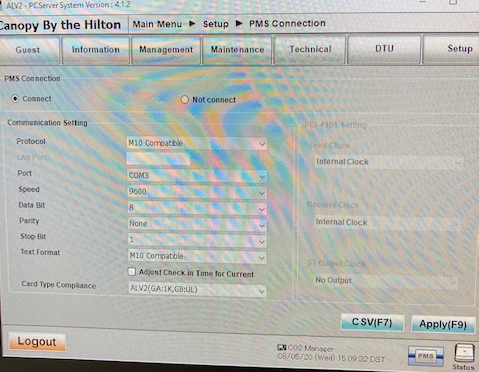 ALV2 - PCServer System Version : 4.1.2
Canopy By the Hilton Main Menu ► Setup ► PMS Connection
Guest Information Management Maintenance Technical DTU Setup
PMS Connection
Connect Not connect
Communication Setting
Protocol M10 Compatible
LAN Port
Port COM3
Speed 9600
Data Bit 8
Parity None
Stop Bit 1
Text Format M10 Compatible
Adjust Check-in Time for Current
Card Type Compliance ALV2(GA:1K,GB:UL)
Setting
Send Clock
Internal Clock
Receive Clock
Internal Clock
ST Output Clock
No Output
CSV(F7) Apply(F9)
Logout
C02 Manager
08/05/20 (Wed) 15:09:32 DST
PMS
Status